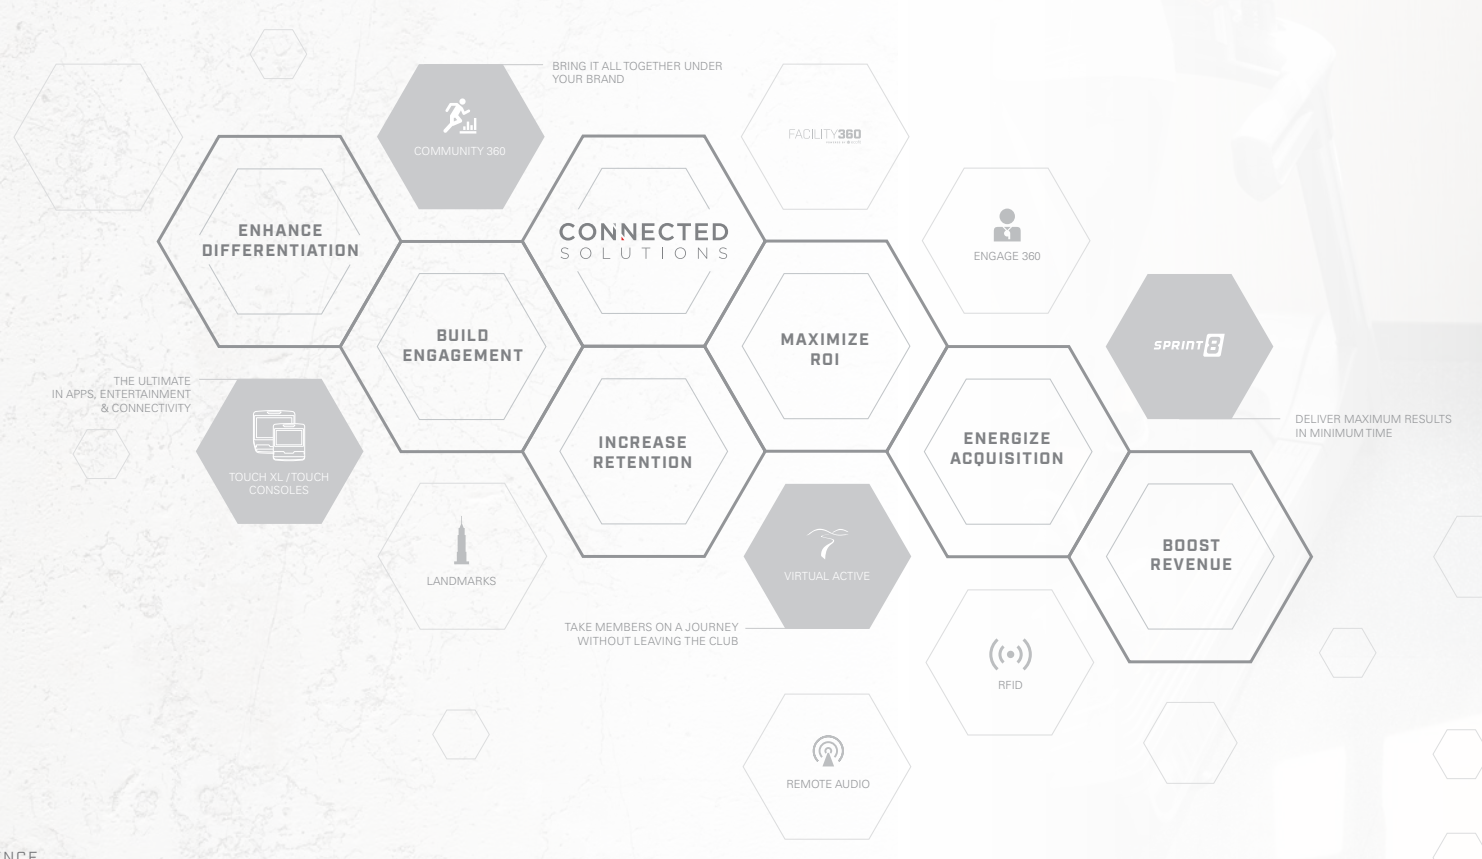 BRING IT ALL TOGETHER UNDER
YOUR BRAND
COMMUNITY 360
FACILITY360
ENHANCE
DIFFERENTIATION
CONNECTED
SOLUTIONS
ENGAGE 360
BUILD
ENGAGEMENT
MAXIMIZE
ROI
SPRINT 8
THE ULTIMATE
IN APPS, ENTERTAINMENT
& CONNECTIVITY
DELIVER MAXIMUM RESULTS
IN MINIMUM TIME
INCREASE
RETENTION
ENERGIZE
ACQUISITION
TOUCH XL / TOUCH
CONSOLES
BOOST
REVENUE
LANDMARKS
VIRTUAL ACTIVE
TAKE MEMBERS ON A JOURNEY
WITHOUT LEAVING THE CLUB
RFID
REMOTE AUDIO